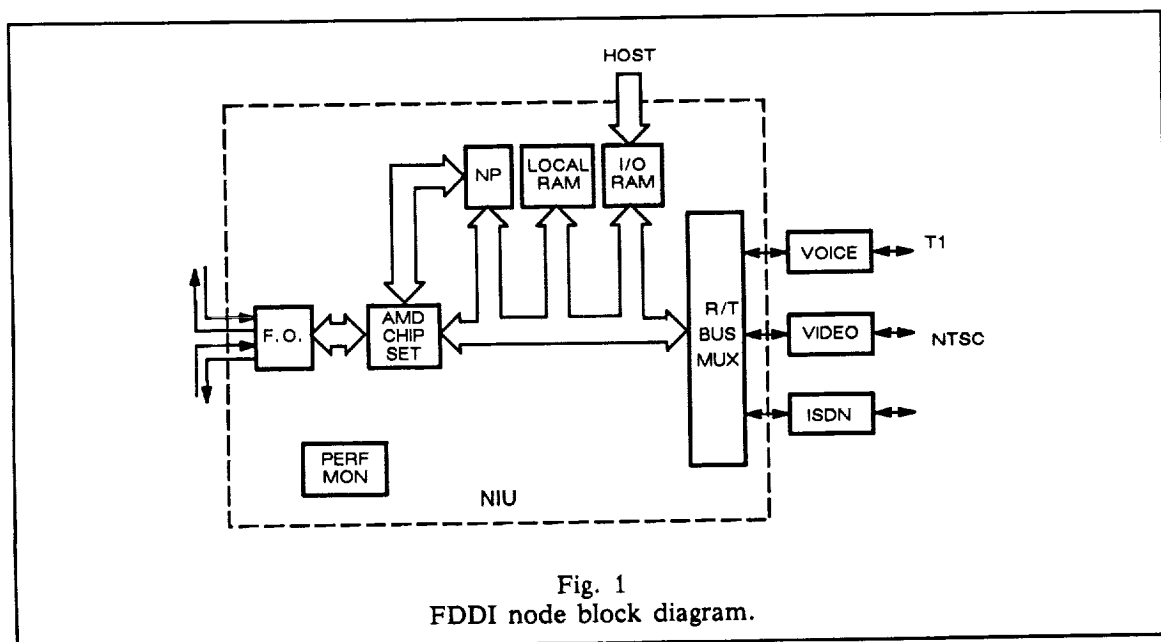 HOST
NP
LOCAL
RAM
I/O
RAM
F.O.
AMD
CHIP
SET
R/T
BUS
MUX
VOICE
T1
VIDEO
NTSC
ISDN
PERF
MON
NIU
Fig. 1
FDDI node block diagram.